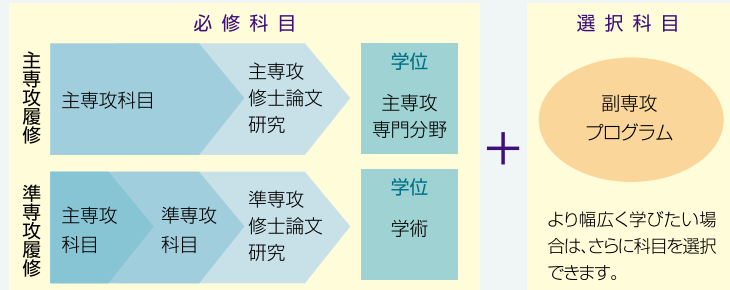 必修科目
主専攻履修
主専攻科目
主専攻
修士論文
研究
学位
主専攻
専門分野
準専攻履修
主専攻
科目
準専攻
科目
準専攻
修士論文
研究
学位
学術
+
選択科目
副専攻
プログラム
より幅広く学びたい場
合は、さらに科目を選択
できます。